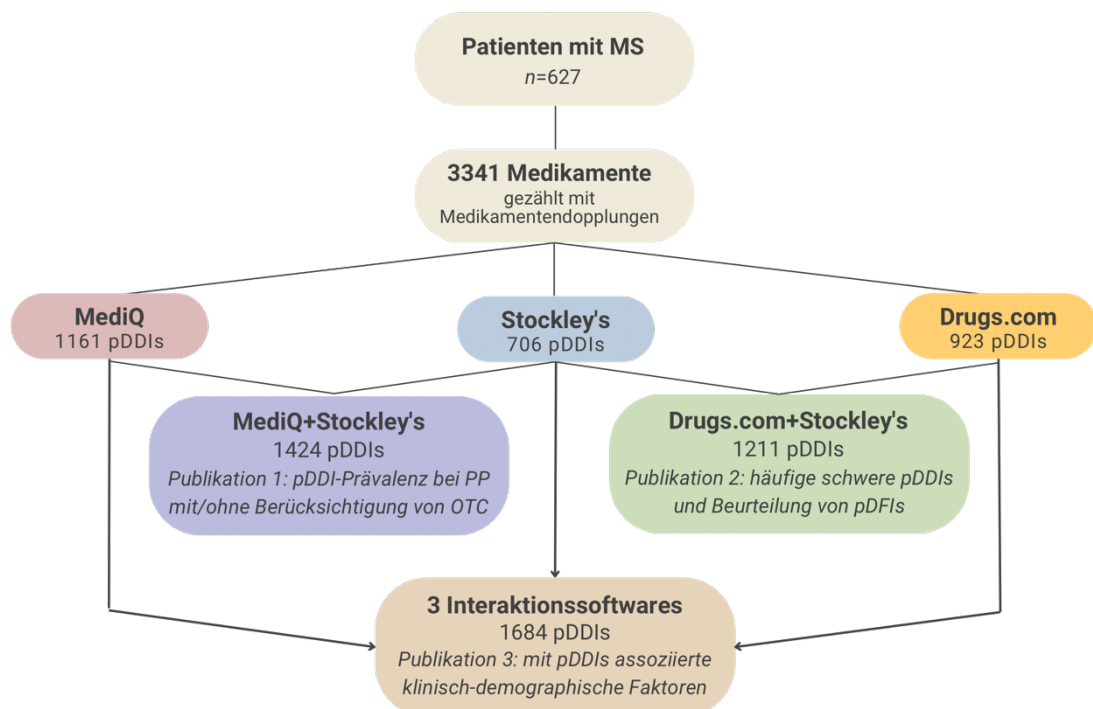 Patienten mit MS
n=627
3341 Medikamente
gezählt mit
Medikamentendopplungen
MediQ
1161 pDDIs
Stockley's
706 pDDIs
Drugs.com
923 pDDIs
MediQ+Stockley's
1424 pDDIs
Publikation 1: pDDI-Prävalenz bei PP
mit/ohne Berücksichtigung von OTC
Drugs.com+Stockley's
1211 pDDIs
Publikation 2: häufige schwere pDDIs
und Beurteilung von pDFIs
3 Interaktionssoftwares
1684 pDDIs
Publikation 3: mit pDDIs assoziierte
klinisch-demographische Faktoren